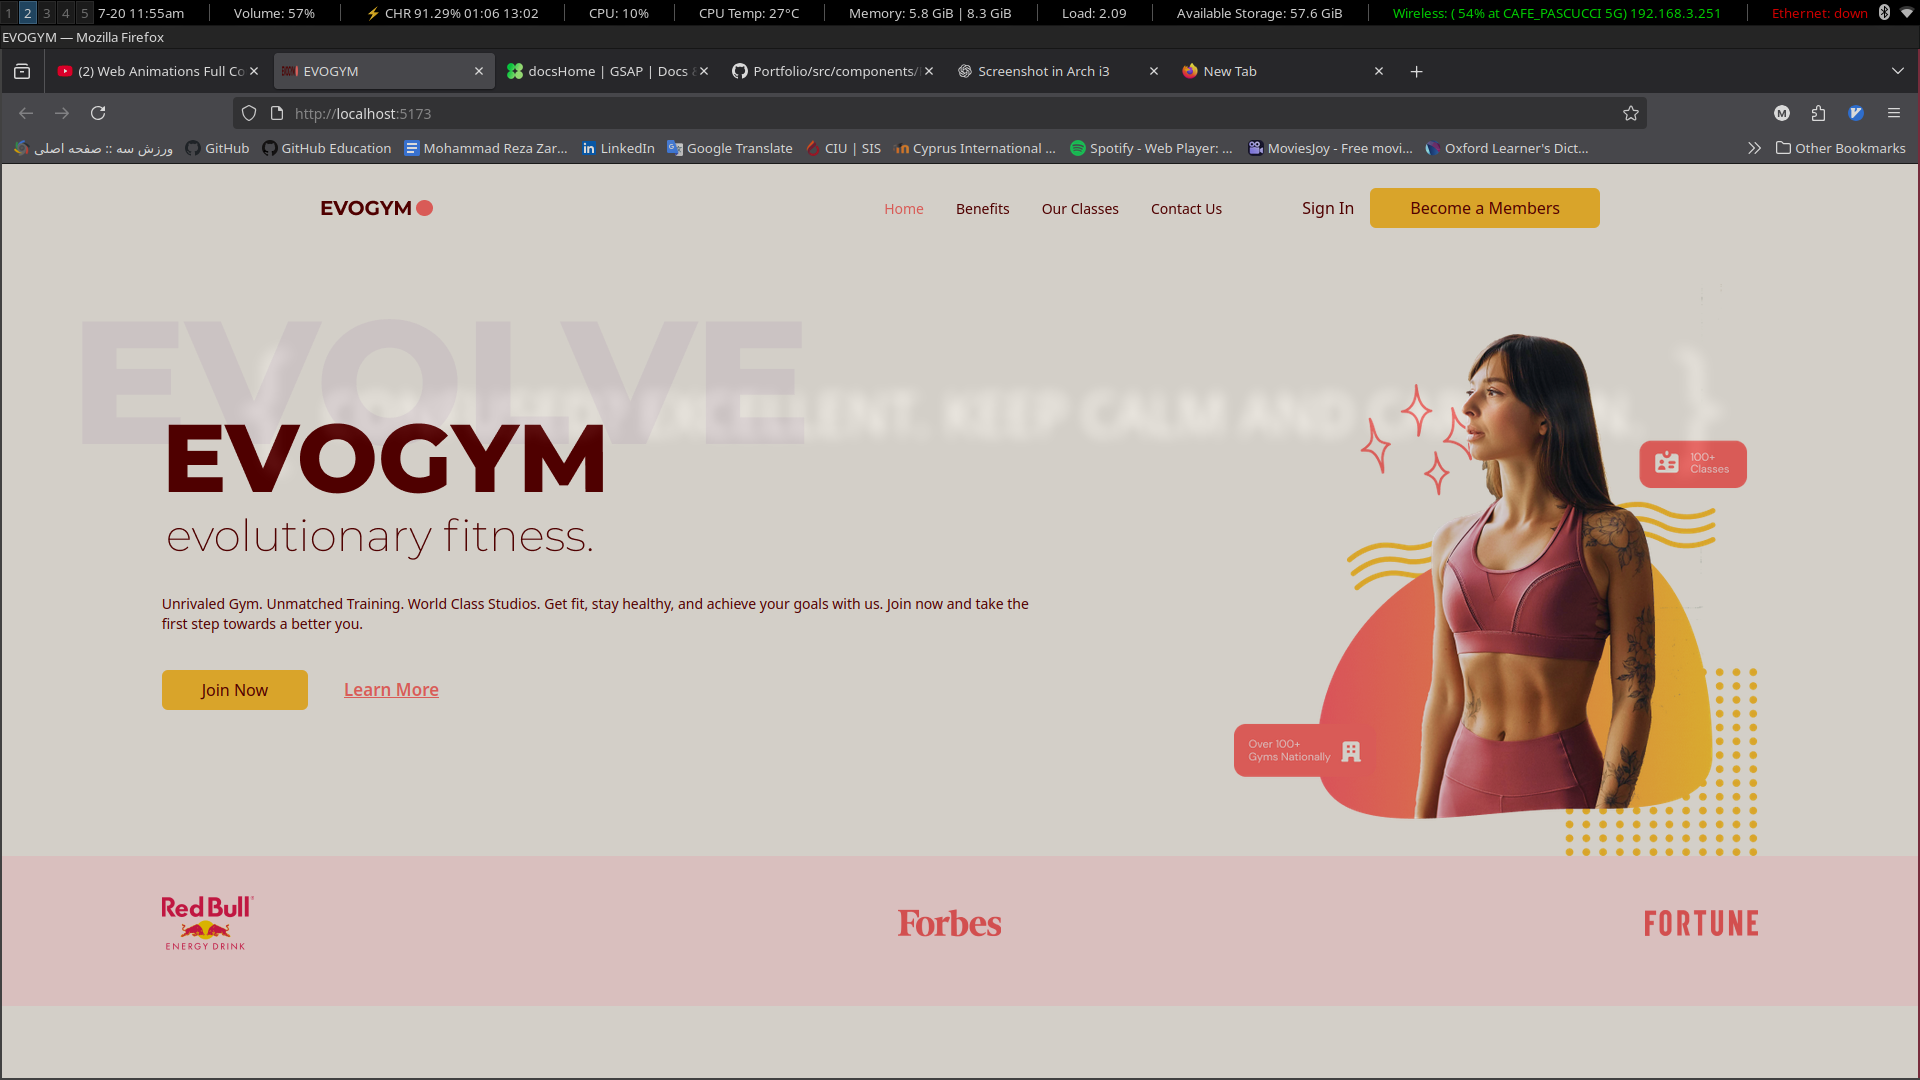 1 2 3 4 5 7-20 11:55am Volume: 57% ⚡ CHR 91.29% 01:06 13:02 CPU: 10% CPU Temp: 27°C Memory: 5.8 GiB | 8.3 GiB Load: 2.09 Available Storage: 57.6 GiB Wireless: ( 54% at CAFE_PASCUCCI 5G) 192.168.3.251 Ethernet: down
EVOGYM — Mozilla Firefox
(2) Web Animations Full Co EVOGYM docsHome | GSAP | Docs & Portfolio/src/components/ Screenshot in Arch i3 New Tab
http://localhost:5173
ورزش سه :: صفحه اصلی GitHub GitHub Education Mohammad Reza Zar... LinkedIn Google Translate CIU | SIS Cyprus International ... Spotify - Web Player: ... MoviesJoy - Free movi... Oxford Learner's Dict... Other Bookmarks
EVOGYM Home Benefits Our Classes Contact Us Sign In Become a Members
EVOLVE
{ CONFUSED? EXCELLENT. KEEP CALM AND CARRY ON. }
EVOGYM
100+
Classes
evolutionary fitness.
Unrivaled Gym. Unmatched Training. World Class Studios. Get fit, stay healthy, and achieve your goals with us. Join now and take the
first step towards a better you.
Join Now Learn More
Over 100+
Gyms Nationally
Red Bull
ENERGY DRINK
Forbes
FORTUNE